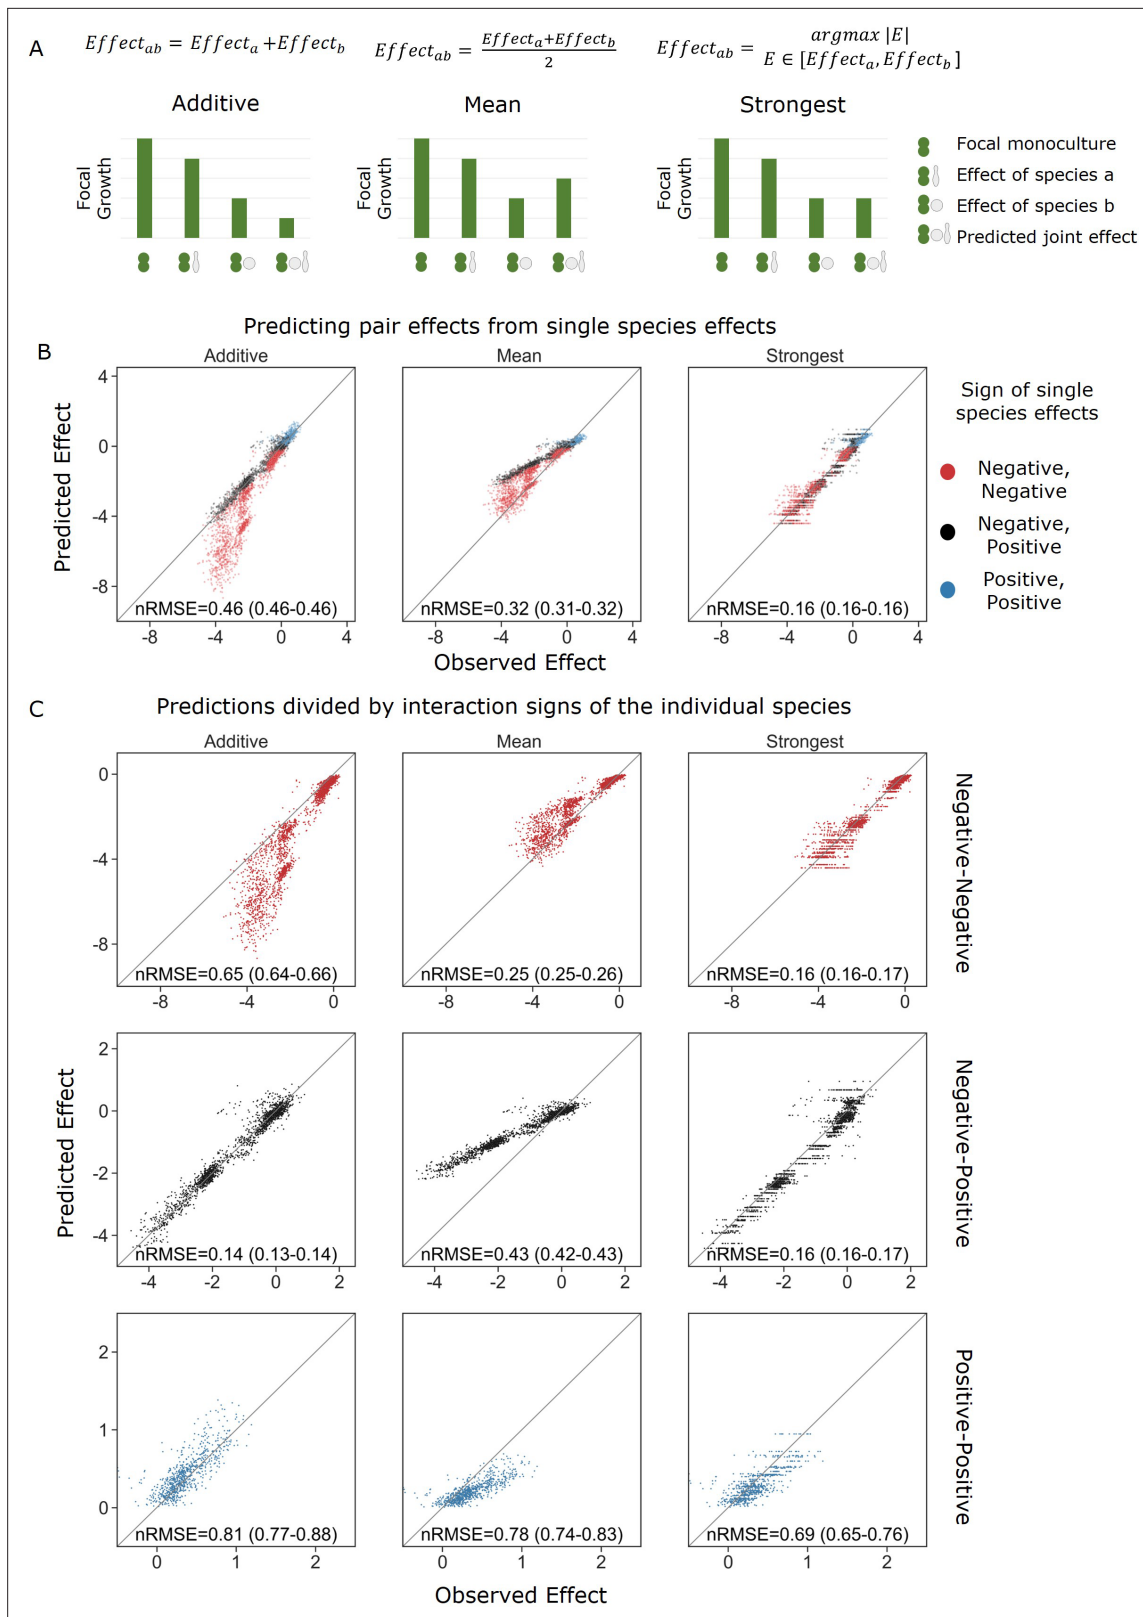 A
Effect_ab = Effect_a + Effect_b
Effect_ab = (Effect_a+Effect_b)/2
Effect_ab = argmax |E|
E ∈ [Effect_a, Effect_b]
Additive
Mean
Strongest
Focal Growth
Focal Growth
Focal Growth
Focal monoculture
Effect of species a
Effect of species b
Predicted joint effect
Predicting pair effects from single species effects
B
Additive
Mean
Strongest
Predicted Effect
4
0
-4
-8
nRMSE=0.46 (0.46-0.46)
nRMSE=0.32 (0.31-0.32)
nRMSE=0.16 (0.16-0.16)
-8 -4 0 4
-8 -4 0 4
-8 -4 0 4
Observed Effect
Sign of single
species effects
Negative,
Negative
Negative,
Positive
Positive,
Positive
C
Predictions divided by interaction signs of the individual species
Additive
Mean
Strongest
0
-4
-8
nRMSE=0.65 (0.64-0.66)
nRMSE=0.25 (0.25-0.26)
nRMSE=0.16 (0.16-0.17)
-8 -4 0
-8 -4 0
-8 -4 0
Negative-Negative
Predicted Effect
2
0
-2
-4
nRMSE=0.14 (0.13-0.14)
nRMSE=0.43 (0.42-0.43)
nRMSE=0.16 (0.16-0.17)
-4 -2 0 2
-4 -2 0 2
-4 -2 0 2
Negative-Positive
2
1
0
nRMSE=0.81 (0.77-0.88)
nRMSE=0.78 (0.74-0.83)
nRMSE=0.69 (0.65-0.76)
0 1 2
0 1 2
0 1 2
Positive-Positive
Observed Effect